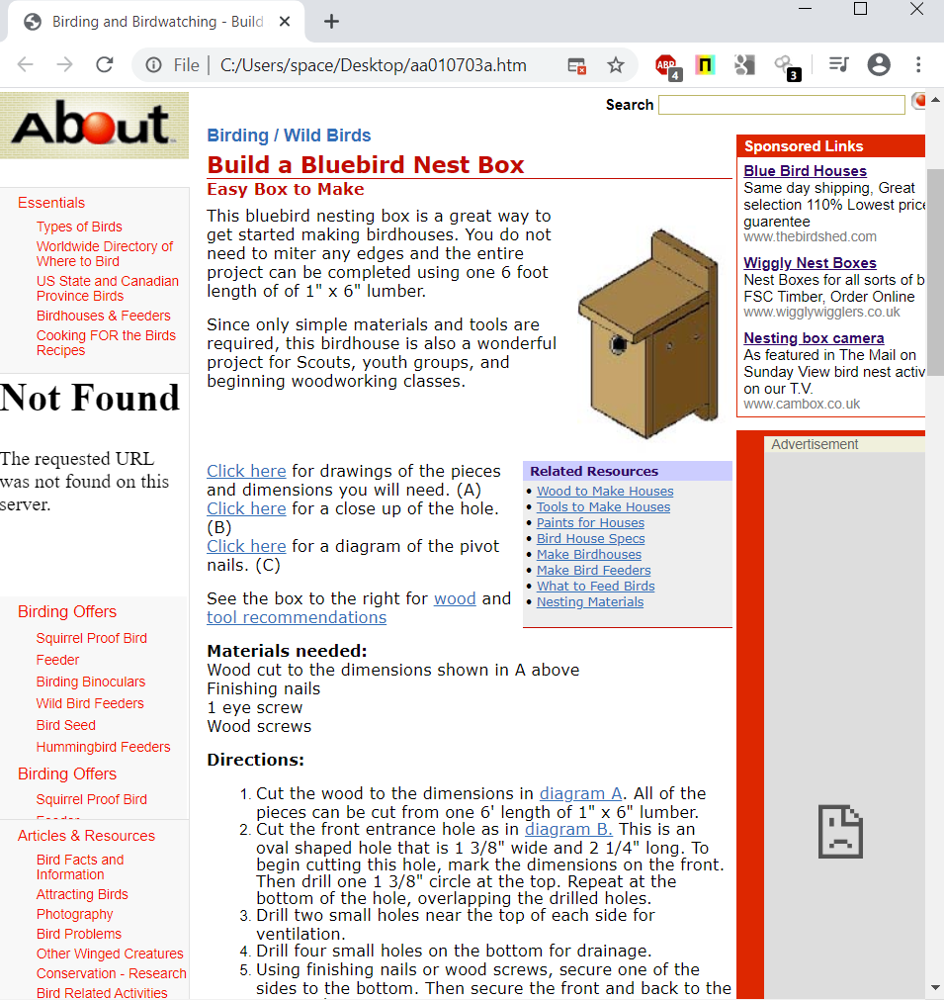 Birding and Birdwatching - Build
File | C:/Users/space/Desktop/aa010703a.htm
ABP
4
3
About
Search
Essentials
Types of Birds
Worldwide Directory of
Where to Bird
US State and Canadian
Province Birds
Birdhouses & Feeders
Cooking FOR the Birds
Recipes
Not Found
The requested URL
was not found on this
server.
Birding Offers
Squirrel Proof Bird
Feeder
Birding Binoculars
Wild Bird Feeders
Bird Seed
Hummingbird Feeders
Birding Offers
Squirrel Proof Bird
Feeder
Articles & Resources
Bird Facts and
Information
Attracting Birds
Photography
Bird Problems
Other Winged Creatures
Conservation - Research
Bird Related Activities
Birding / Wild Birds
Build a Bluebird Nest Box
Easy Box to Make
This bluebird nesting box is a great way to
get started making birdhouses. You do not
need to miter any edges and the entire
project can be completed using one 6 foot
length of of 1" x 6" lumber.
Since only simple materials and tools are
required, this birdhouse is also a wonderful
project for Scouts, youth groups, and
beginning woodworking classes.
Click here for drawings of the pieces
and dimensions you will need. (A)
Click here for a close up of the hole.
(B)
Click here for a diagram of the pivot
nails. (C)
See the box to the right for wood and
tool recommendations
Related Resources
• Wood to Make Houses
• Tools to Make Houses
• Paints for Houses
• Bird House Specs
• Make Birdhouses
• Make Bird Feeders
• What to Feed Birds
• Nesting Materials
Materials needed:
Wood cut to the dimensions shown in A above
Finishing nails
1 eye screw
Wood screws
Directions:
1. Cut the wood to the dimensions in diagram A. All of the
pieces can be cut from one 6' length of 1" x 6" lumber.
2. Cut the front entrance hole as in diagram B. This is an
oval shaped hole that is 1 3/8" wide and 2 1/4" long. To
begin cutting this hole, mark the dimensions on the front.
Then drill one 1 3/8" circle at the top. Repeat at the
bottom of the hole, overlapping the drilled holes.
3. Drill two small holes near the top of each side for
ventilation.
4. Drill four small holes on the bottom for drainage.
5. Using finishing nails or wood screws, secure one of the
sides to the bottom. Then secure the front and back to the
Sponsored Links
Blue Bird Houses
Same day shipping, Great
selection 110% Lowest price
guarentee
www.thebirdshed.com
Wiggly Nest Boxes
Nest Boxes for all sorts of b
FSC Timber, Order Online
www.wigglywigglers.co.uk
Nesting box camera
As featured in The Mail on
Sunday View bird nest activ
on our T.V.
www.cambox.co.uk
Advertisement